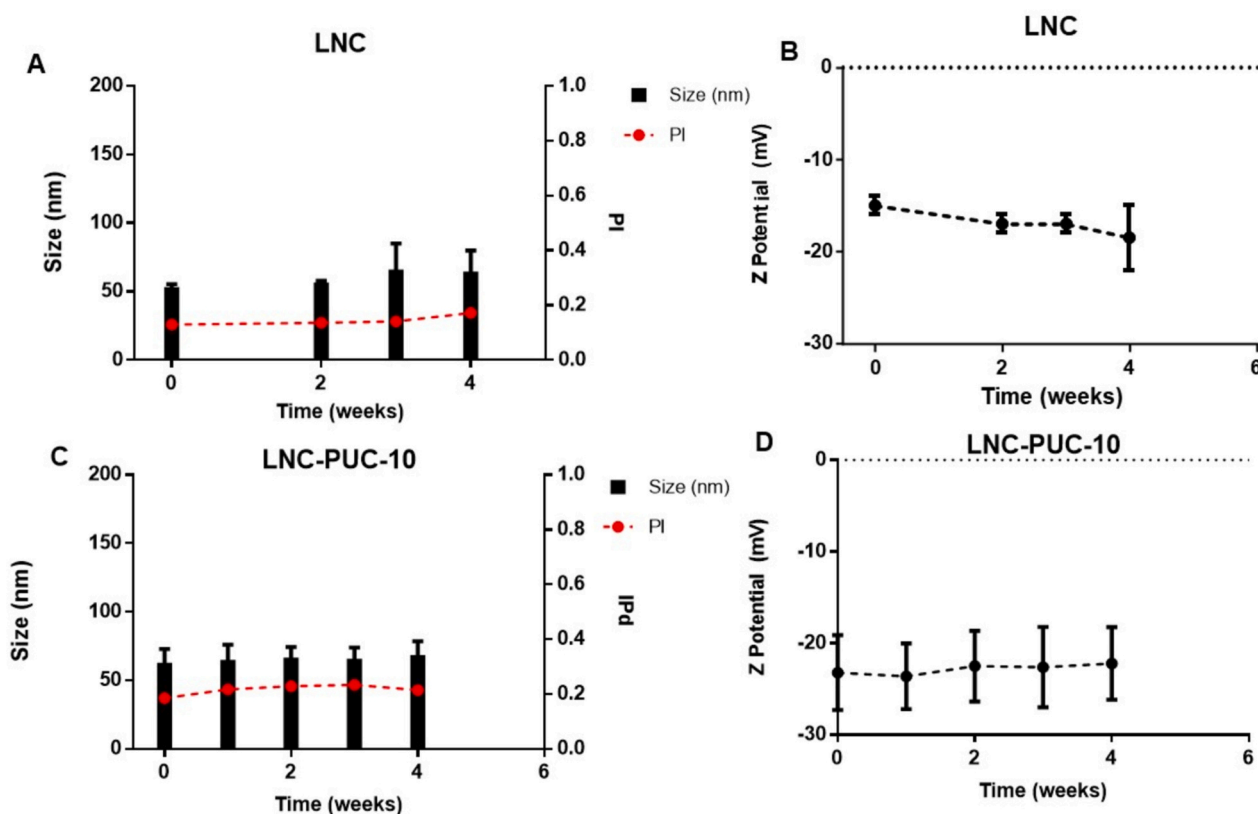 LNC
A
200
150
100
50
0
Size (nm)
1.0
0.8
0.6
0.4
0.2
0.0
PI
0
2
4
Time (weeks)
Size (nm)
PI
LNC
B
0
-10
-20
-30
Z Potential (mV)
0
2
4
6
Time (weeks)
C
LNC-PUC-10
200
150
100
50
0
Size (nm)
1.0
0.8
0.6
0.4
0.2
0.0
IPd
0
2
4
6
Time (weeks)
Size (nm)
PI
D
LNC-PUC-10
0
-10
-20
-30
Z Potential (mV)
0
2
4
6
Time (weeks)